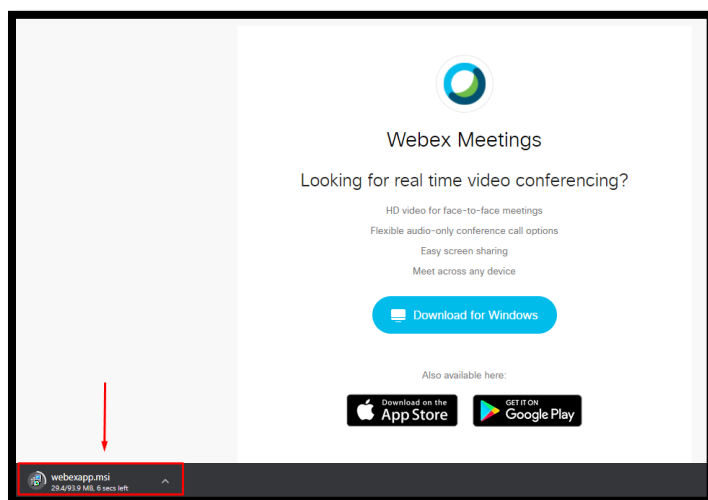 Webex Meetings
Looking for real time video conferencing?
HD video for face-to-face meetings
Flexible audio-only conference call options
Easy screen sharing
Meet across any device
Download for Windows
Also available here:
Download on the
App Store
GET IT ON
Google Play
webexapp.msi
29.4/93.9 MB, 6 secs left